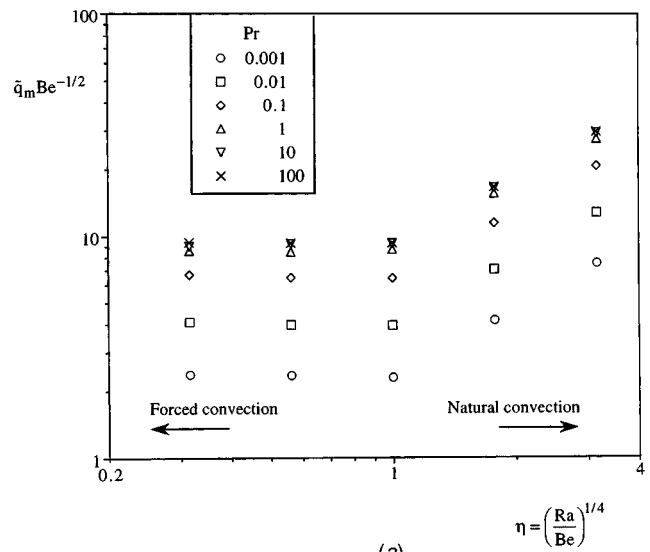 100
Pr
0.001
0.01
0.1
1
10
100
q̃ₘBe⁻¹/²
10
Forced convection
Natural convection
1
0.2
1
4
η = (Ra/Be)¹/⁴
(a)